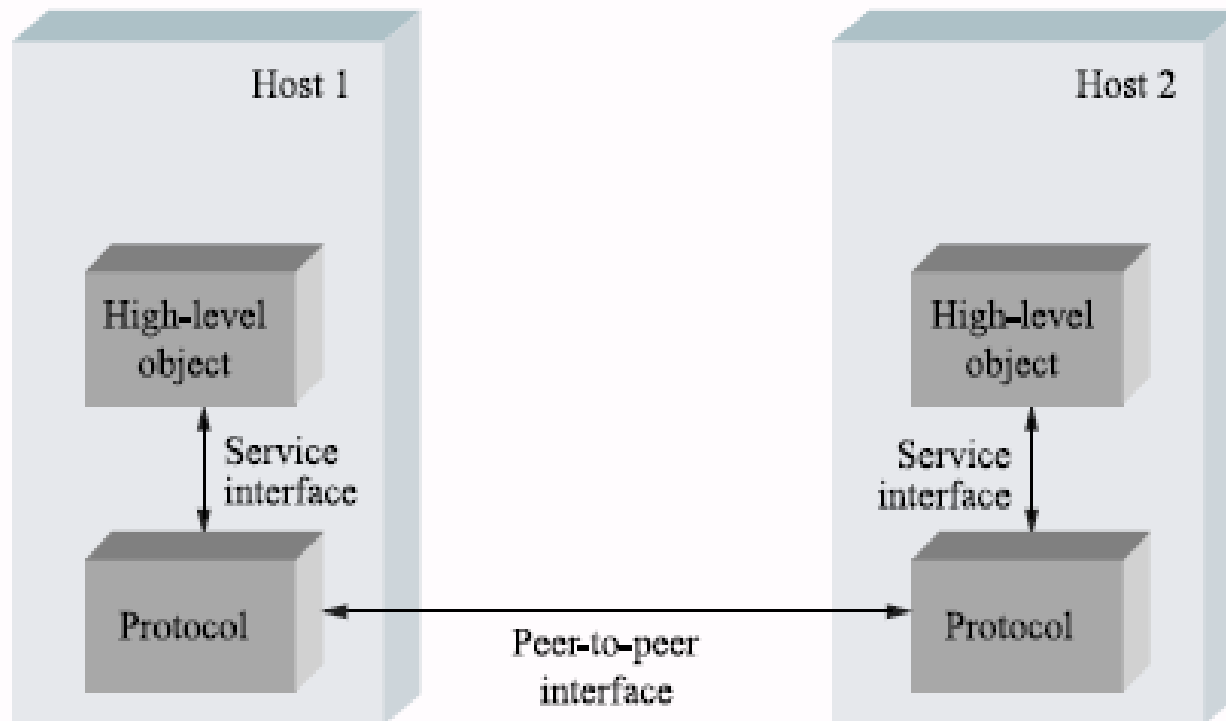 Host 1
Host 2
High-level
object
High-level
object
Service
interface
Service
interface
Protocol
Protocol
Peer-to-peer
interface